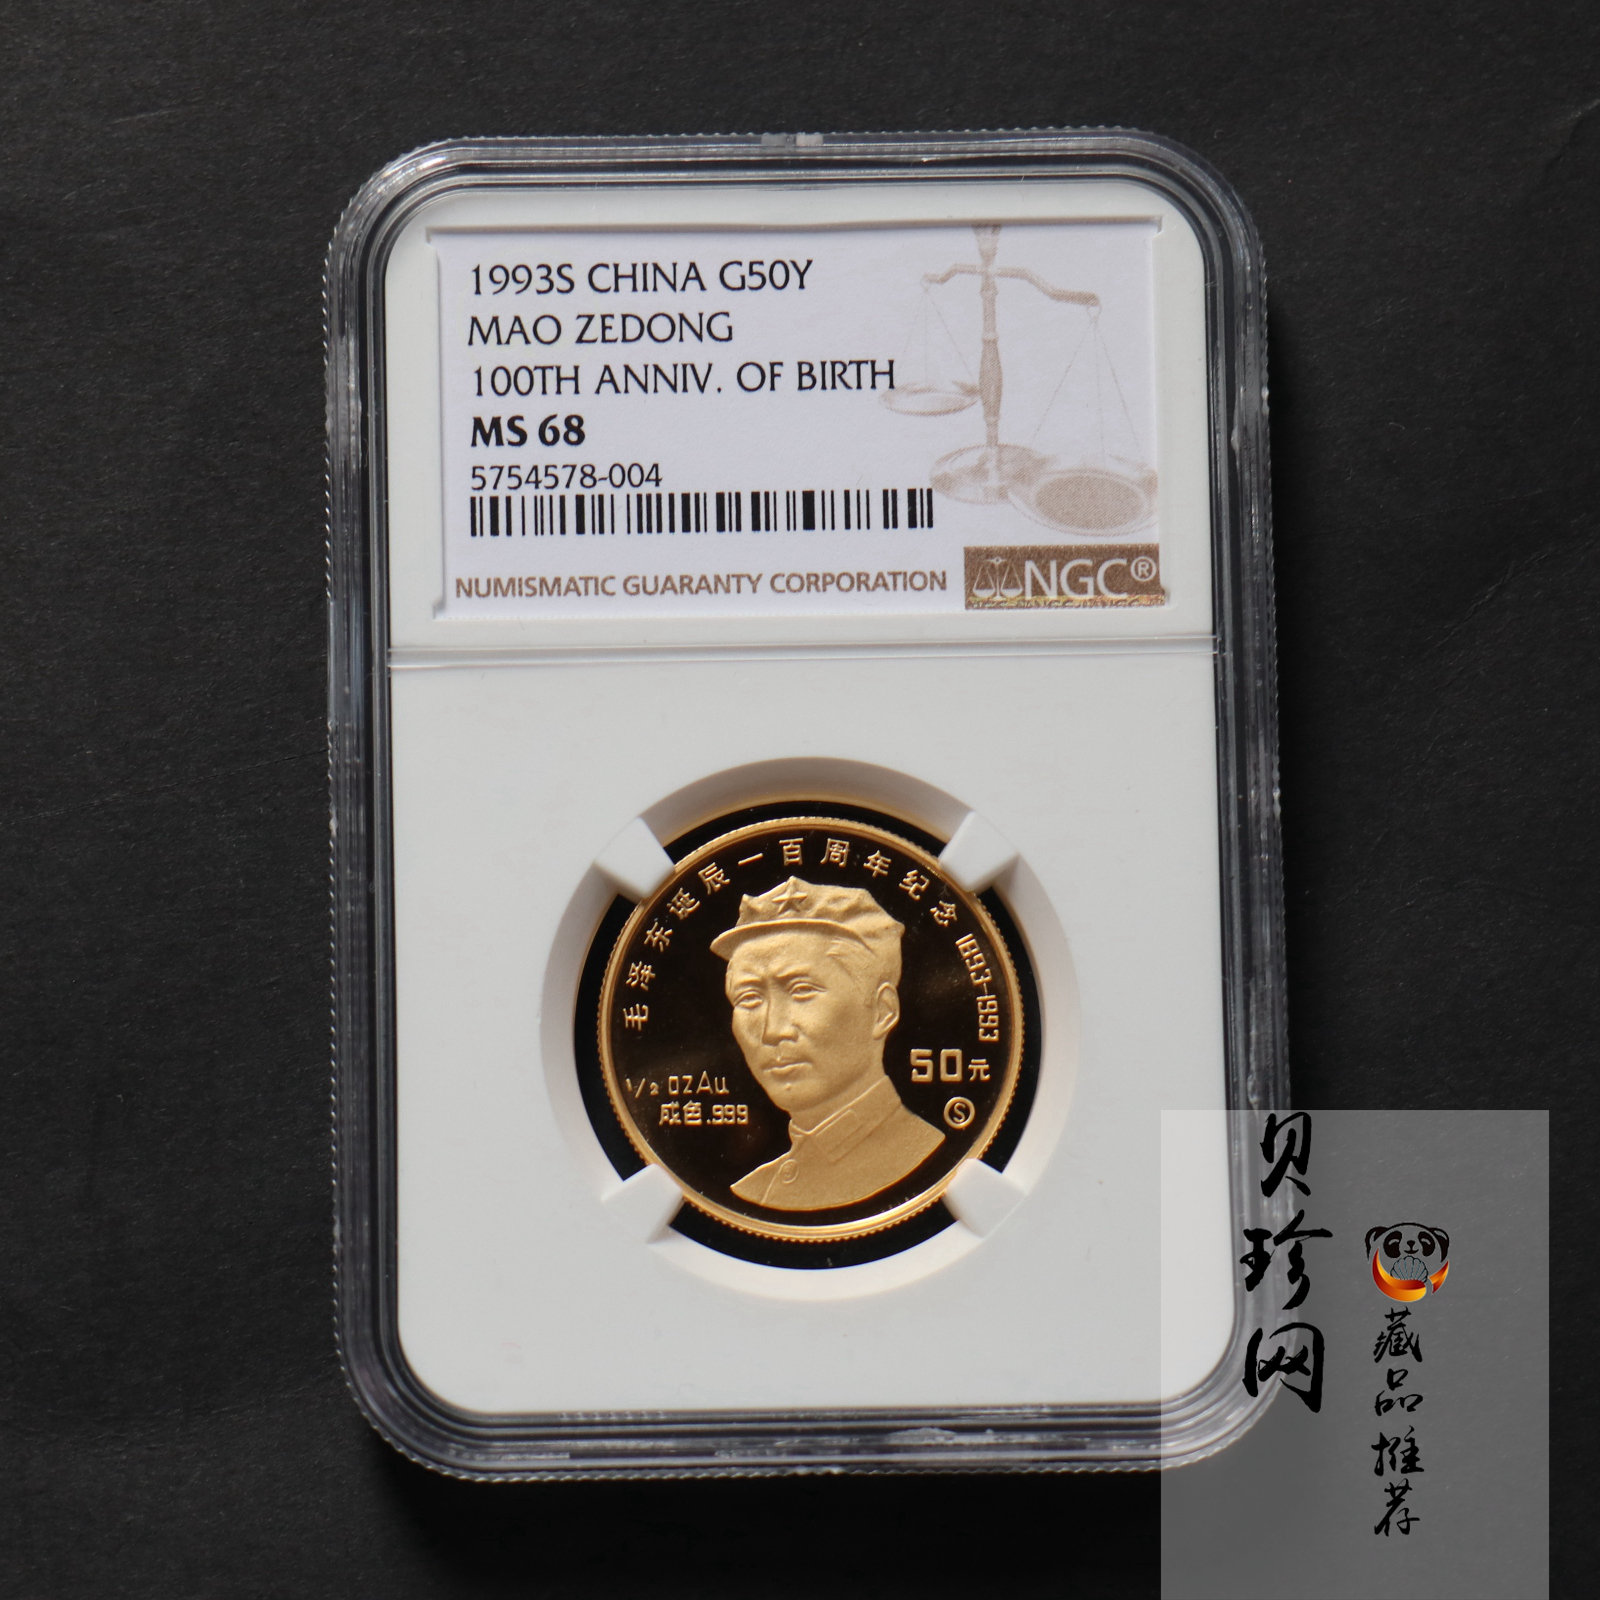 1993S CHINA G50Y
MAO ZEDONG
100TH ANNIV. OF BIRTH
MS 68
5754578-004
NUMISMATIC GUARANTY CORPORATION
NGC®
毛泽东诞辰一百周年纪念 1893-1993
50元
Ⓢ
1/2 OZAu
成色.999
贝珍网
藏品推荐